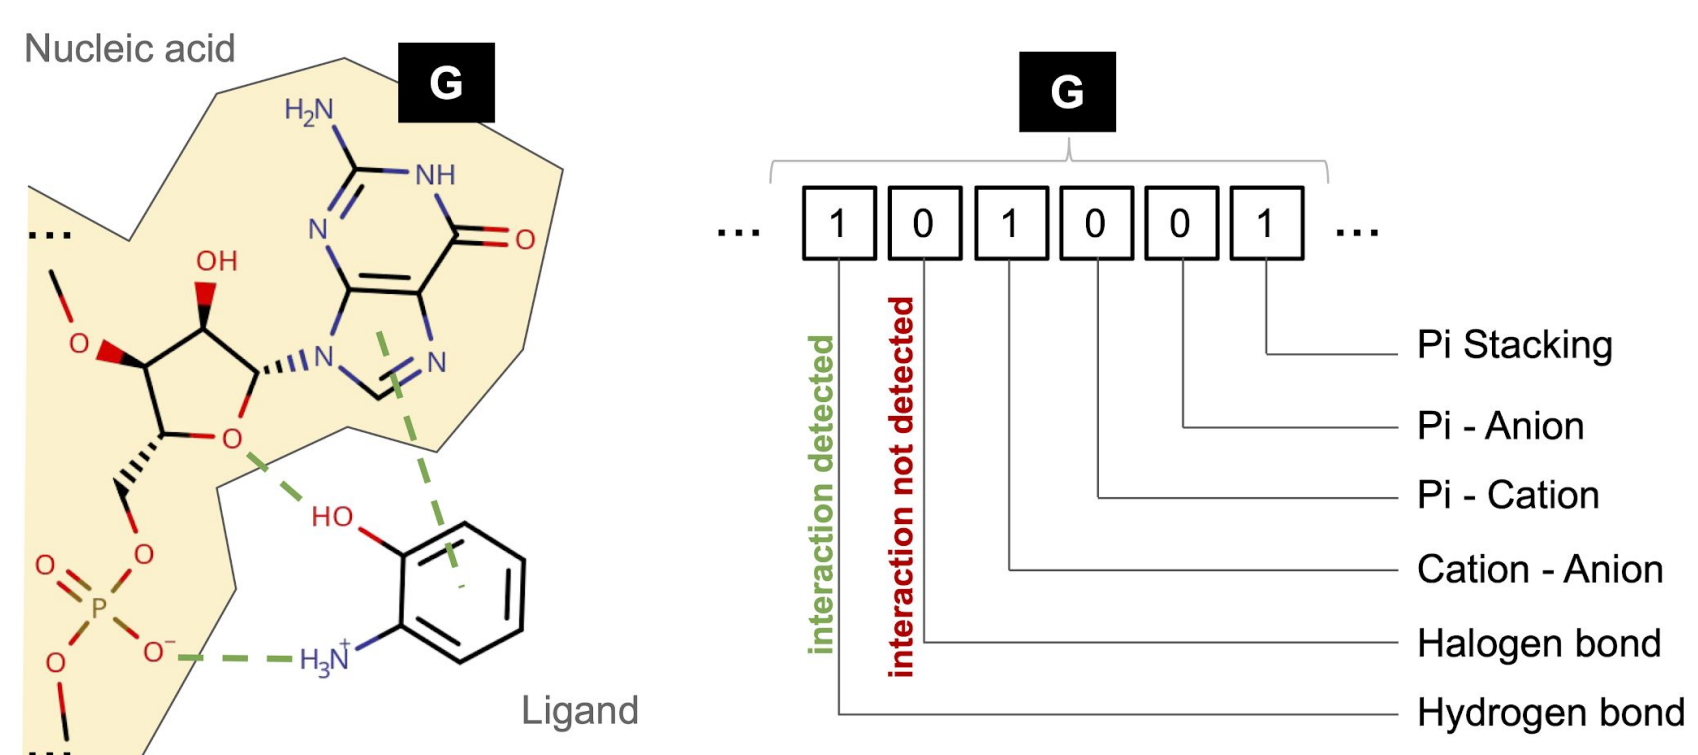 Nucleic acid
G
H₂N
NH
N
O
OH
O
N
N
O
HO
O
O
P
O⁻
O
H₃N⁺
Ligand
...
...
G
... 1 0 1 0 0 1 ...
interaction detected
interaction not detected
Pi Stacking
Pi - Anion
Pi - Cation
Cation - Anion
Halogen bond
Hydrogen bond